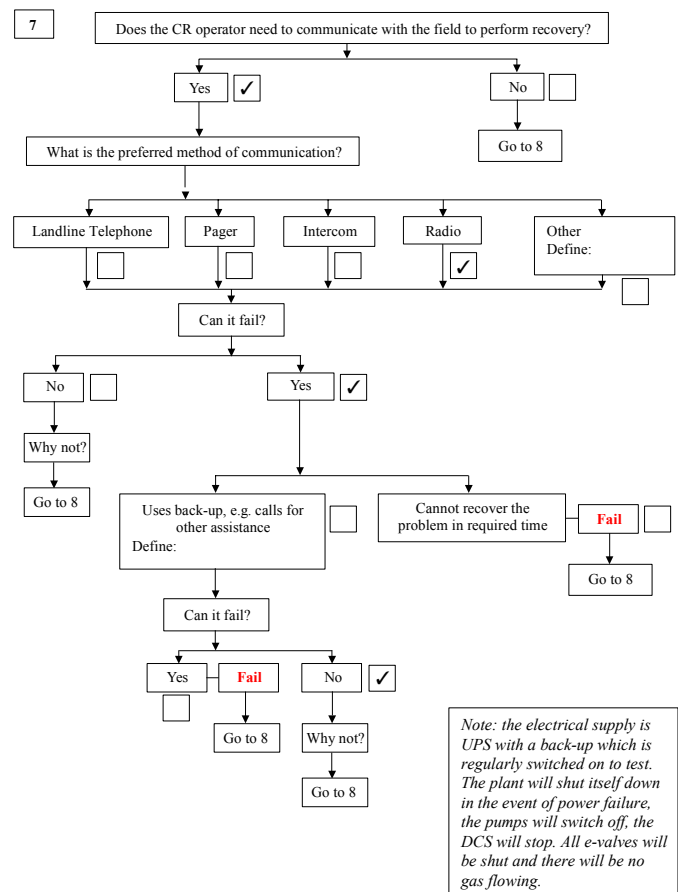 7
Does the CR operator need to communicate with the field to perform recovery?
Yes ✓
No
Go to 8
What is the preferred method of communication?
Landline Telephone
Pager
Intercom
Radio
✓
Other
Define:
Can it fail?
No
Yes ✓
Why not?
Go to 8
Uses back-up, e.g. calls for
other assistance
Define:
Cannot recover the
problem in required time
Fail
Go to 8
Can it fail?
Yes
Fail
No ✓
Go to 8
Why not?
Go to 8
Note: the electrical supply is
UPS with a back-up which is
regularly switched on to test.
The plant will shut itself down
in the event of power failure,
the pumps will switch off, the
DCS will stop. All e-valves will
be shut and there will be no
gas flowing.